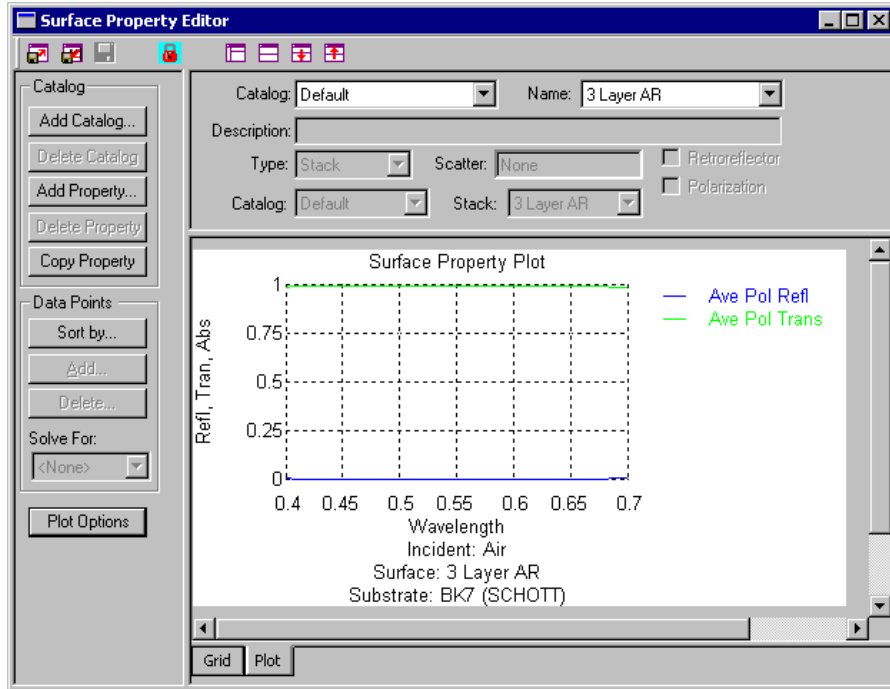 Surface Property Editor
Catalog
Add Catalog...
Delete Catalog
Add Property...
Delete Property
Copy Property
Data Points
Sort by...
Add...
Delete...
Solve For:
<None>
Plot Options
Catalog: Default Name: 3 Layer AR
Description:
Type: Stack Scatter: None Retroreflector
Polarization
Catalog: Default Stack: 3 Layer AR
Surface Property Plot
Refl, Tran, Abs
1
0.75
0.5
0.25
0
0.4 0.45 0.5 0.55 0.6 0.65 0.7
Wavelength
Incident: Air
Surface: 3 Layer AR
Substrate: BK7 (SCHOTT)
Ave Pol Refl
Ave Pol Trans
Grid Plot